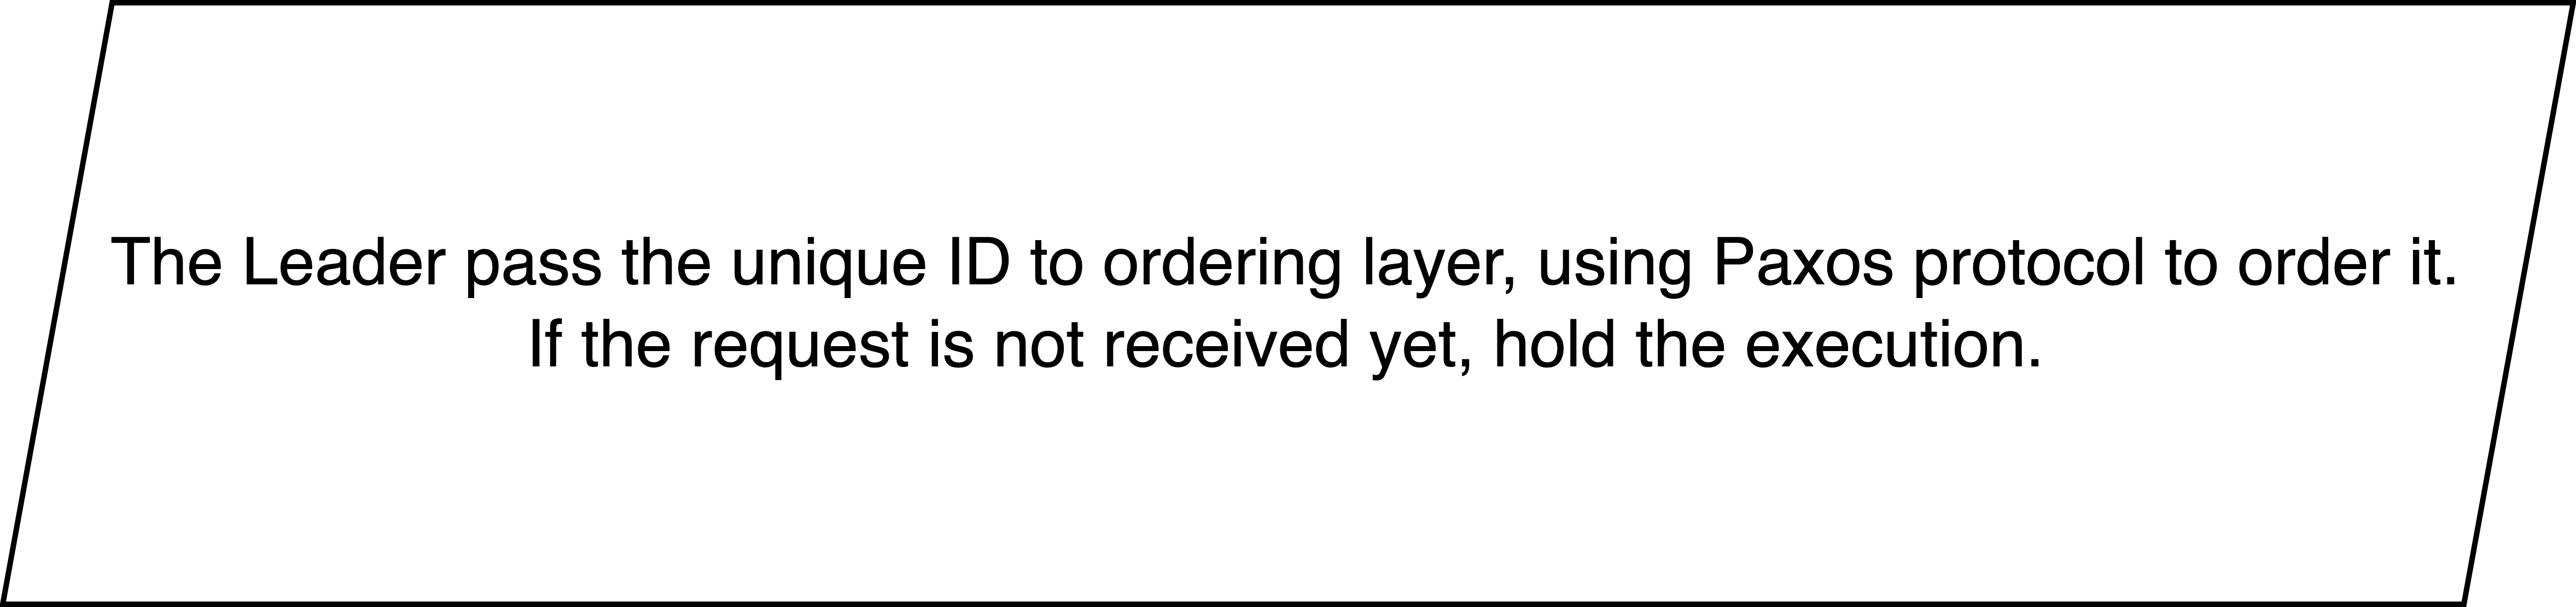 The Leader pass the unique ID to ordering layer, using Paxos protocol to order it.
If the request is not received yet, hold the execution.